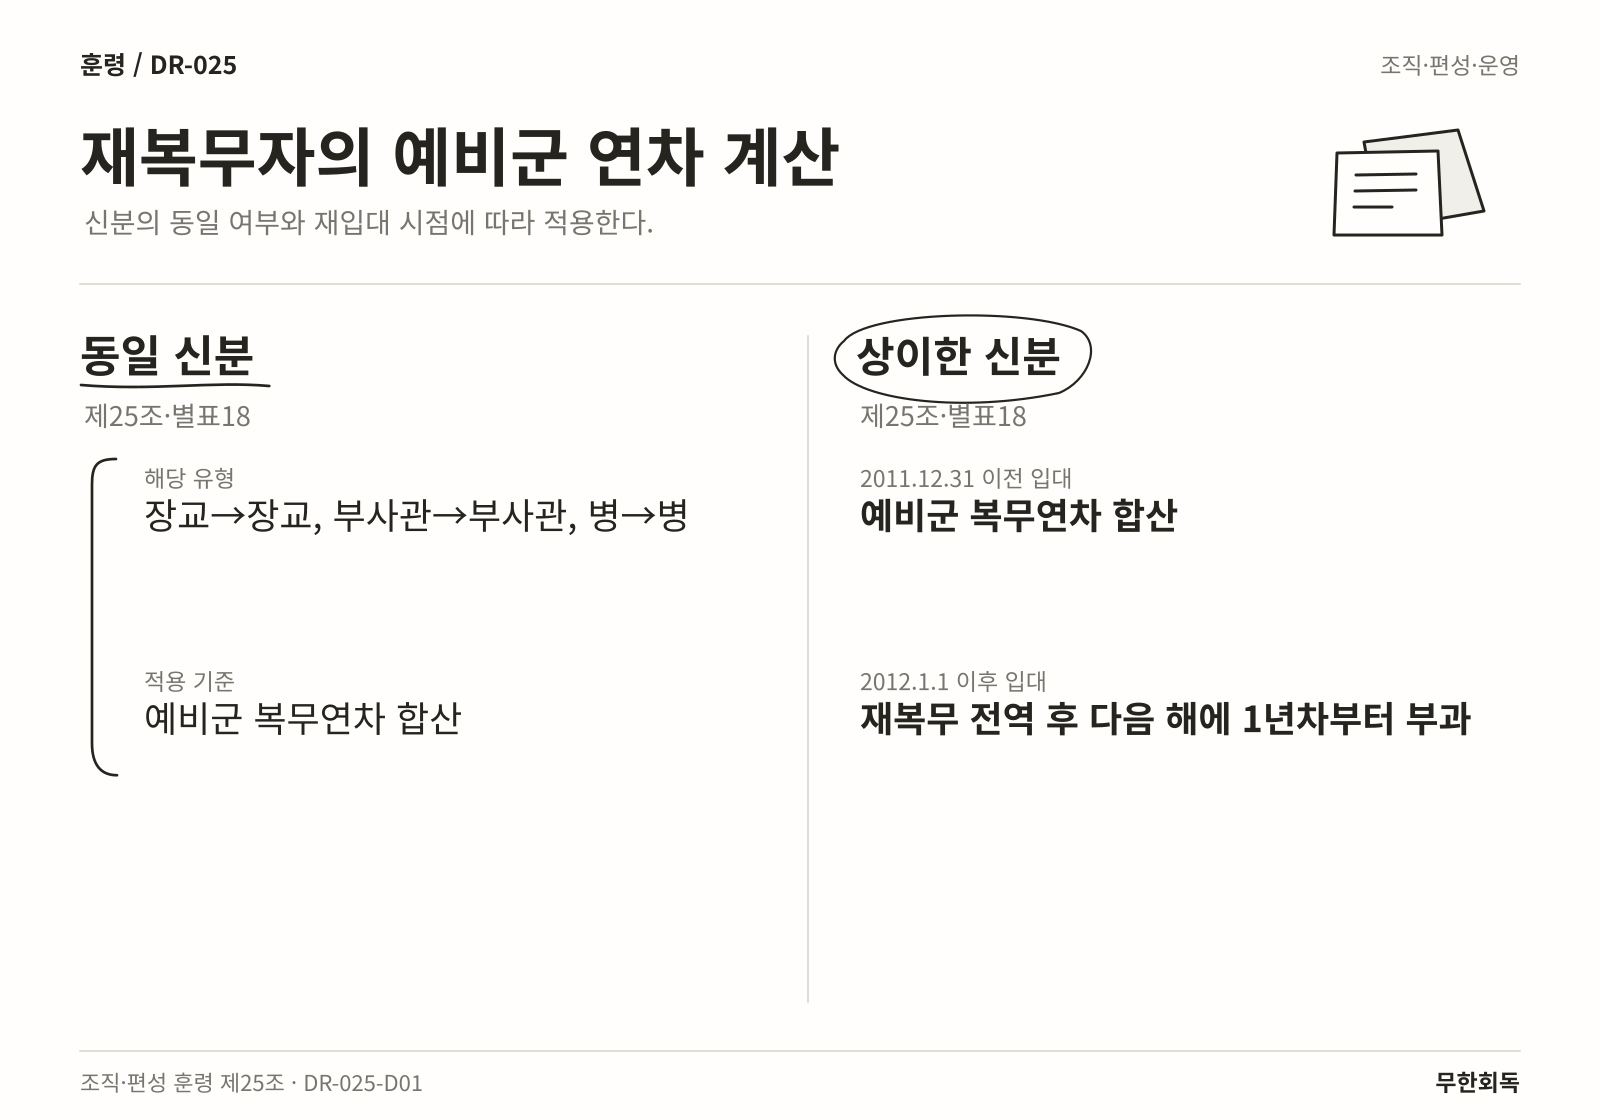 훈령 / DR-025
조직·편성·운영
재복무자의 예비군 연차 계산
신분의 동일 여부와 재입대 시점에 따라 적용한다.
동일 신분
제25조·별표18
해당 유형
장교→장교, 부사관→부사관, 병→병
적용 기준
예비군 복무연차 합산
상이한 신분
제25조·별표18
2011.12.31 이전 입대
예비군 복무연차 합산
2012.1.1 이후 입대
재복무 전역 후 다음 해에 1년차부터 부과
조직·편성 훈령 제25조 · DR-025-D01
무한회독